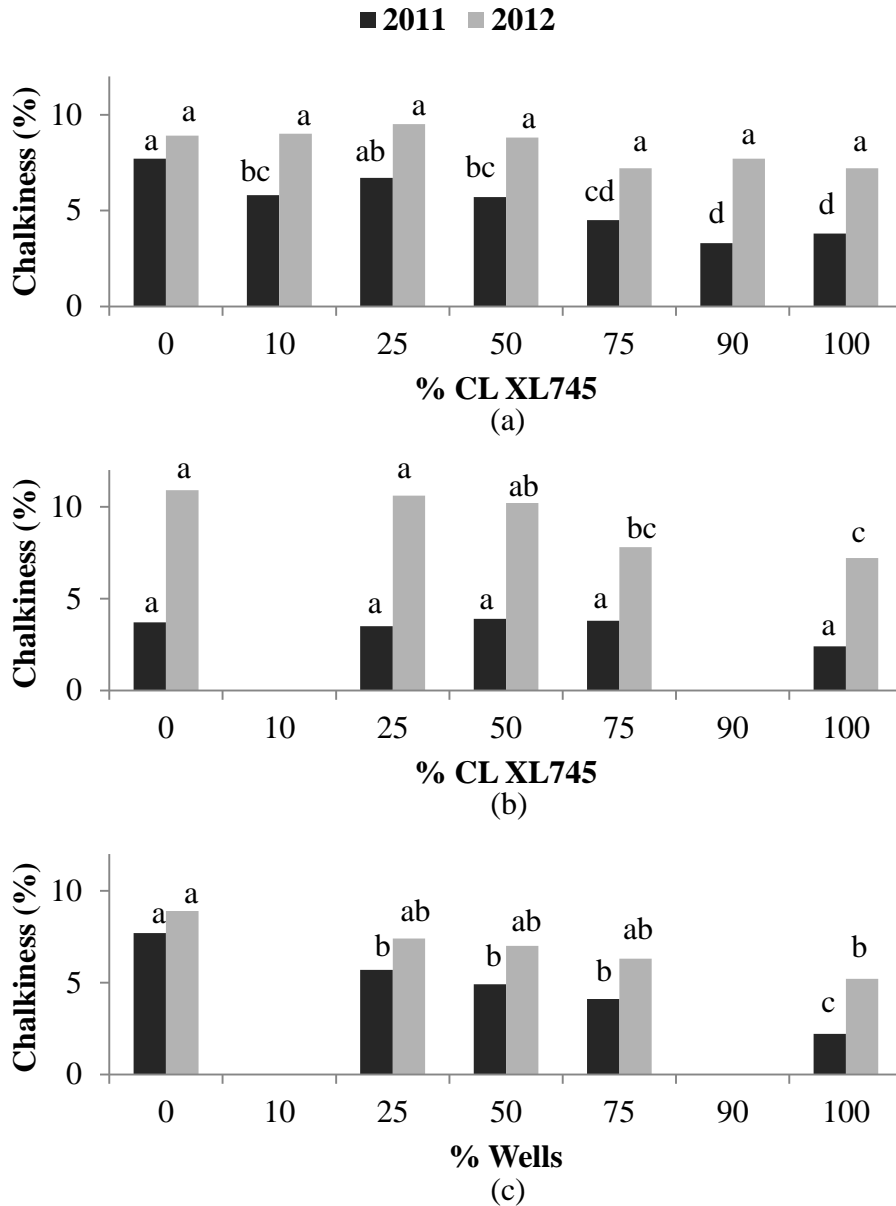 2011 2012
Chalkiness (%)
10
5
0
a a
bc a
ab a
bc a
cd a
d a
d a
0 10 25 50 75 90 100
% CL XL745
(a)
Chalkiness (%)
10
5
0
a a
a a
a ab
a bc
a c
0 10 25 50 75 90 100
% CL XL745
(b)
Chalkiness (%)
10
5
0
a a
b ab
b ab
b ab
c b
0 10 25 50 75 90 100
% Wells
(c)